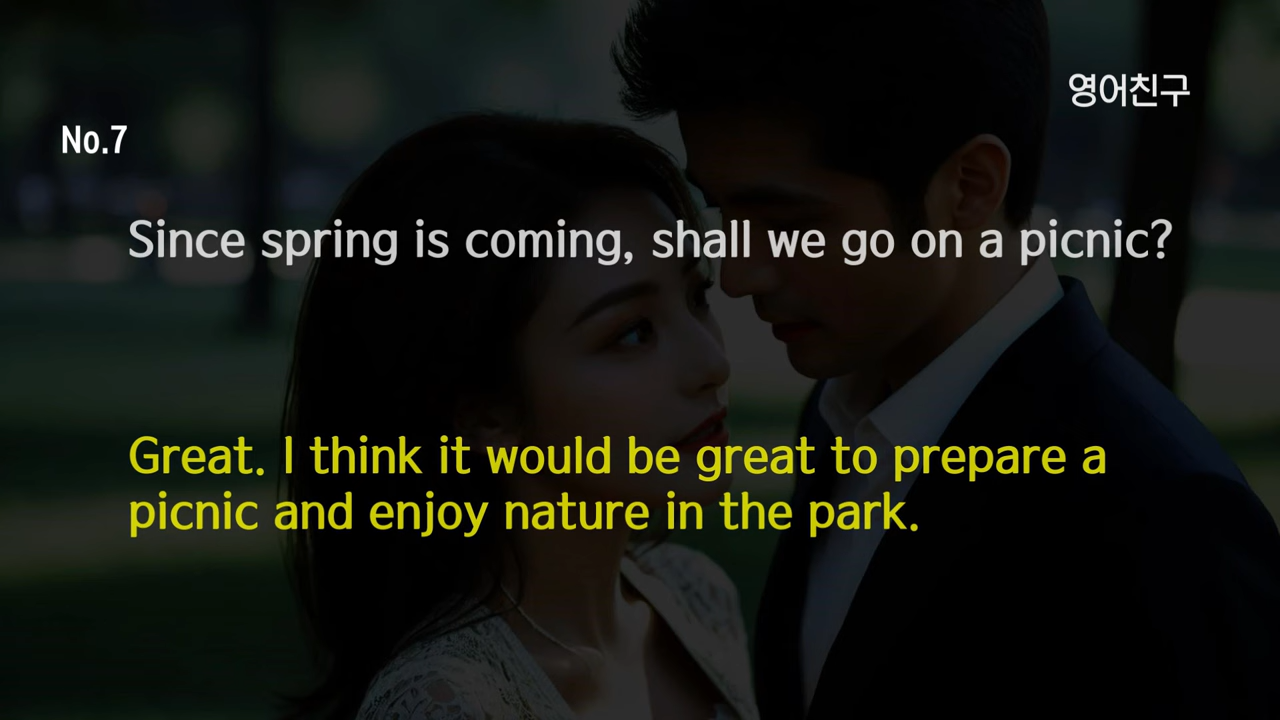 영어친구
No.7
Since spring is coming, shall we go on a picnic?
Great. I think it would be great to prepare a
picnic and enjoy nature in the park.